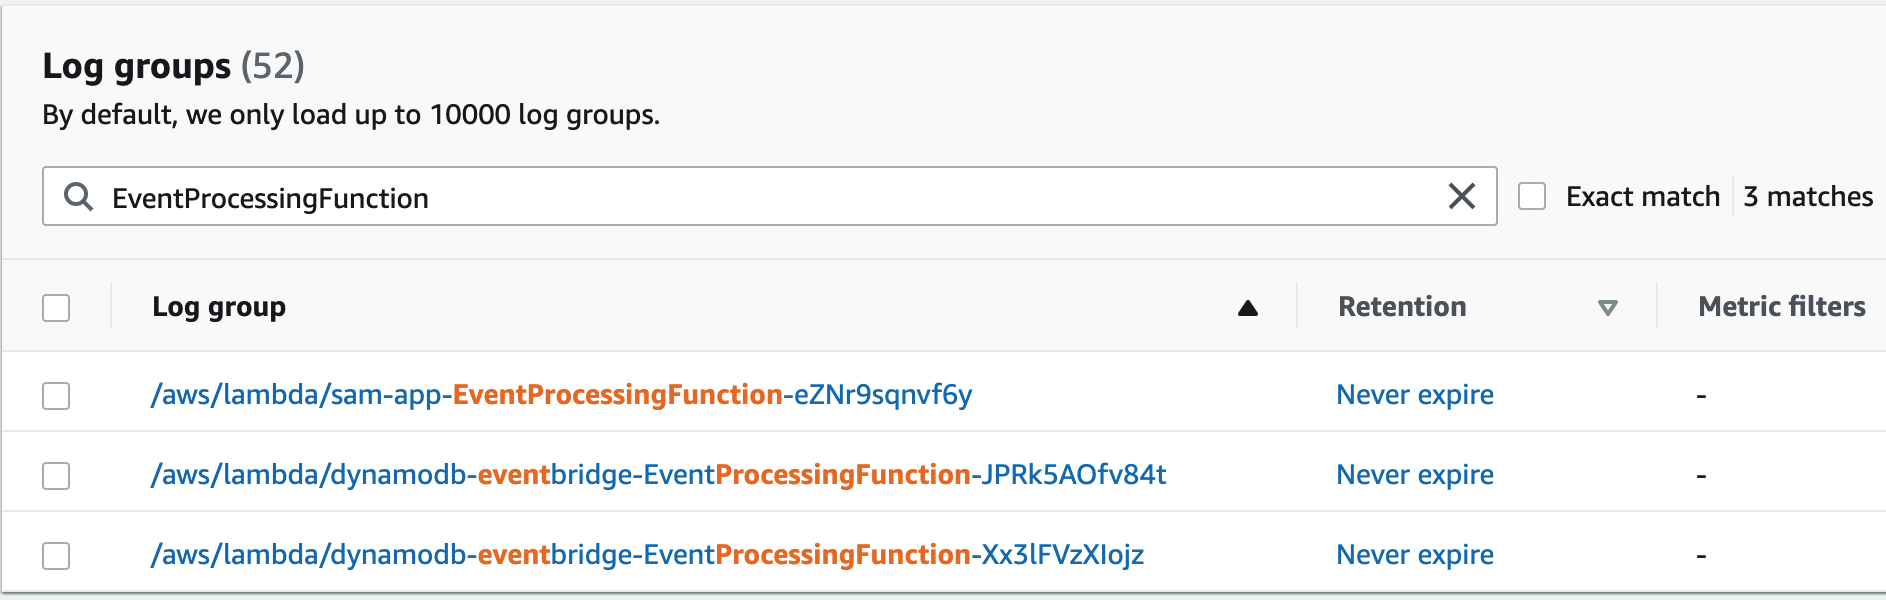 Log groups (52)
By default, we only load up to 10000 log groups.
EventProcessingFunction
Exact match
3 matches
Log group Retention Metric filters
/aws/lambda/sam-app-EventProcessingFunction-eZNr9sqnvf6y Never expire -
/aws/lambda/dynamodb-eventbridge-EventProcessingFunction-JPRk5AOfv84t Never expire -
/aws/lambda/dynamodb-eventbridge-EventProcessingFunction-Xx3lFVzXIojz Never expire -